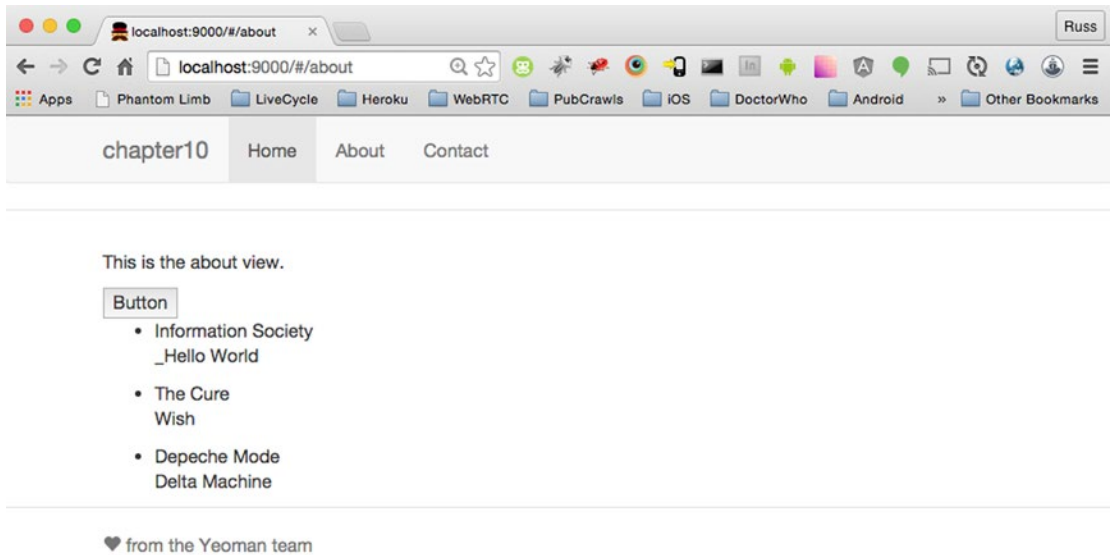 localhost:9000/#/about
Russ
localhost:9000/#/about
Apps Phantom Limb LiveCycle Heroku WebRTC PubCrawls iOS DoctorWho Android » Other Bookmarks
chapter10 Home About Contact
This is the about view.
Button
• Information Society
_Hello World
• The Cure
Wish
• Depeche Mode
Delta Machine
♥ from the Yeoman team